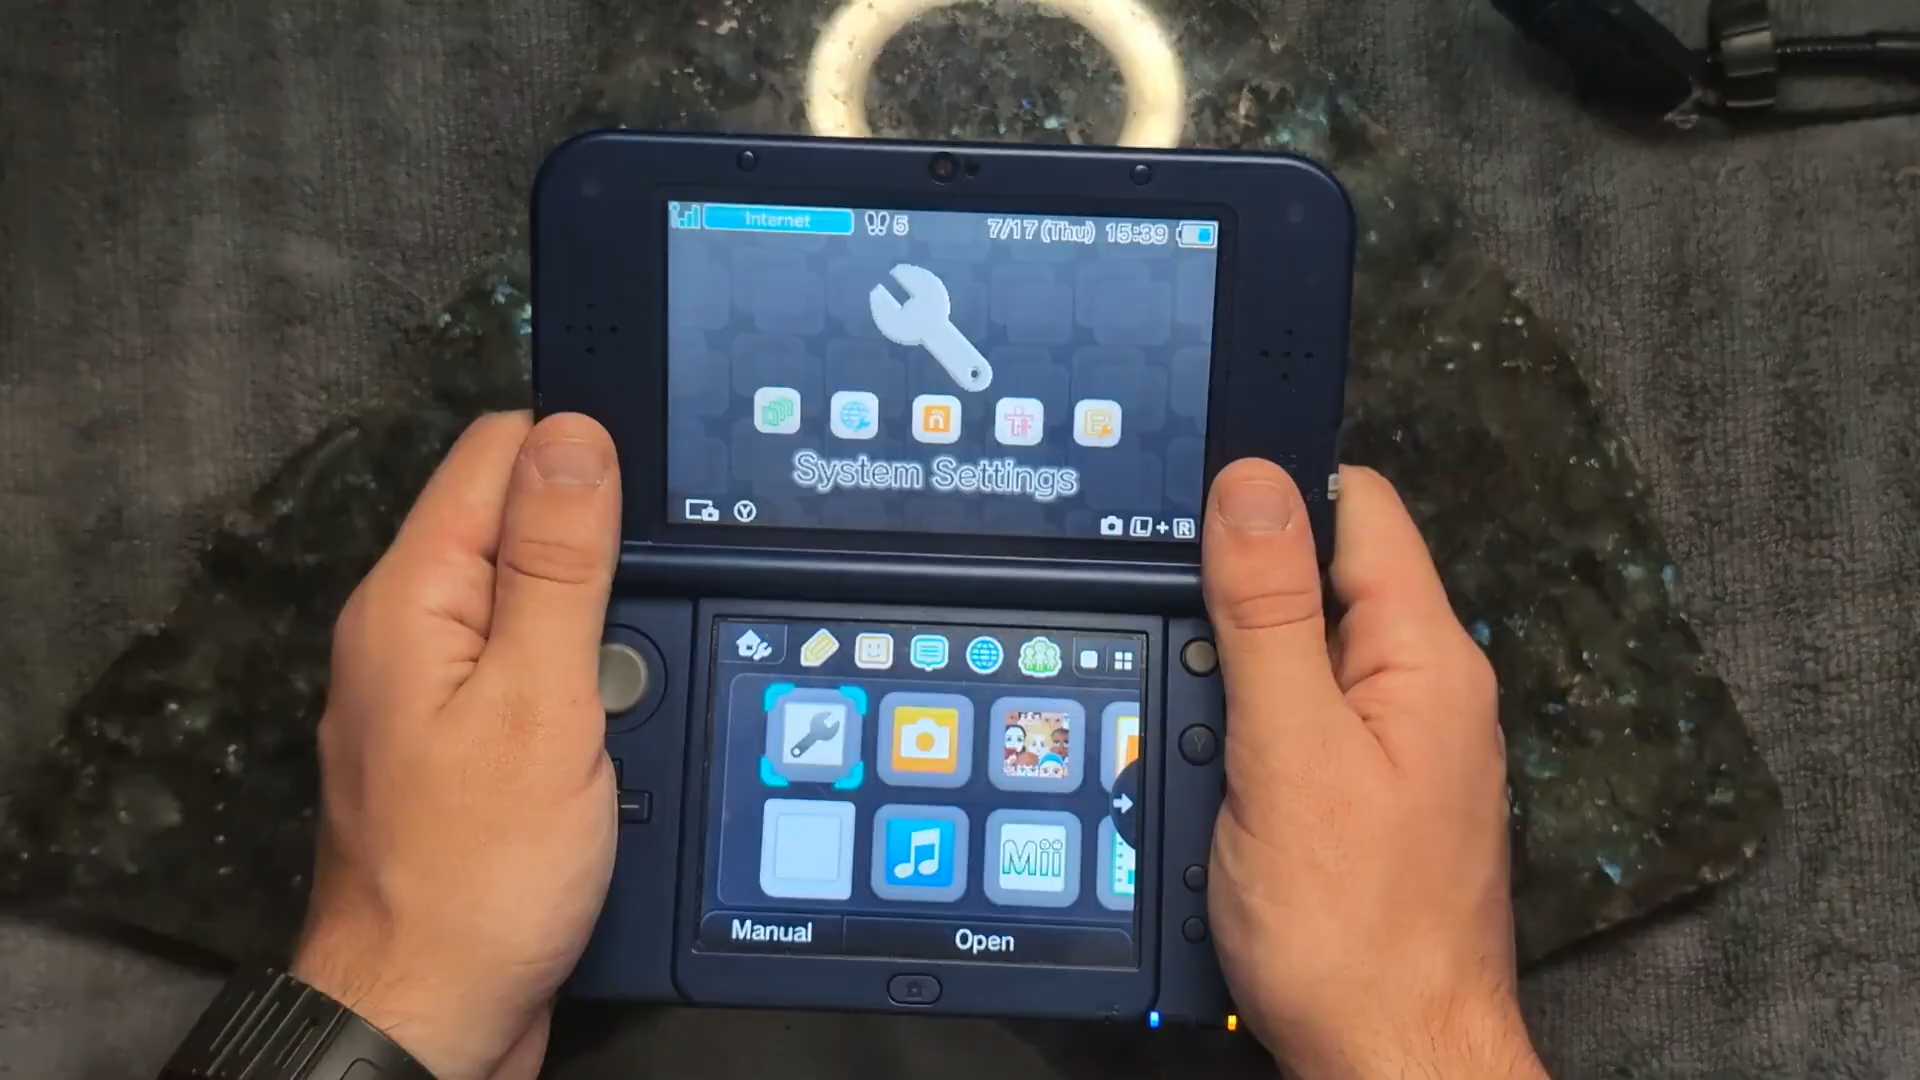 Internet 5 7/17 (Thu) 15:39
System Settings
Y L + R
Mii
Y
Manual Open